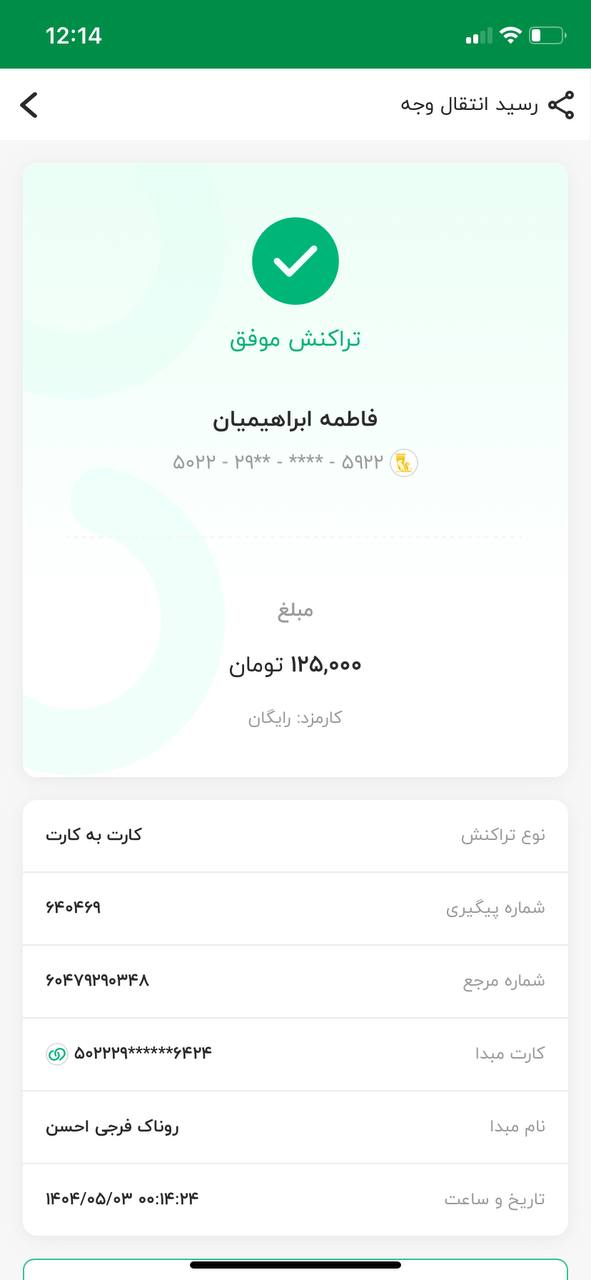 12:14
رسید انتقال وجه
تراکنش موفق
فاطمه ابراهیمیان
۵۰۲۲ - ۲۹** - **** - ۵۹۲۲
مبلغ
۱۲۵,۰۰۰ تومان
کارمزد: رایگان
نوع تراکنش کارت به کارت
شماره پیگیری ۶۴۰۴۶۹
شماره مرجع ۶۰۴۷۹۲۹۰۳۴۸
کارت مبدا ۵۰۲۲۲۹******۶۴۲۴
نام مبدا روناک فرجی احسن
تاریخ و ساعت ۱۴۰۴/۰۵/۰۳ ۰۰:۱۴:۲۴